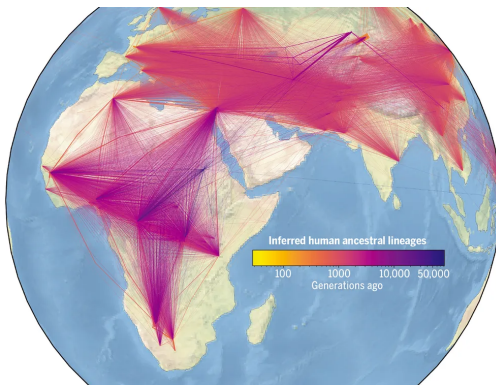 Inferred human ancestral lineages
100 1000 10,000 50,000
Generations ago